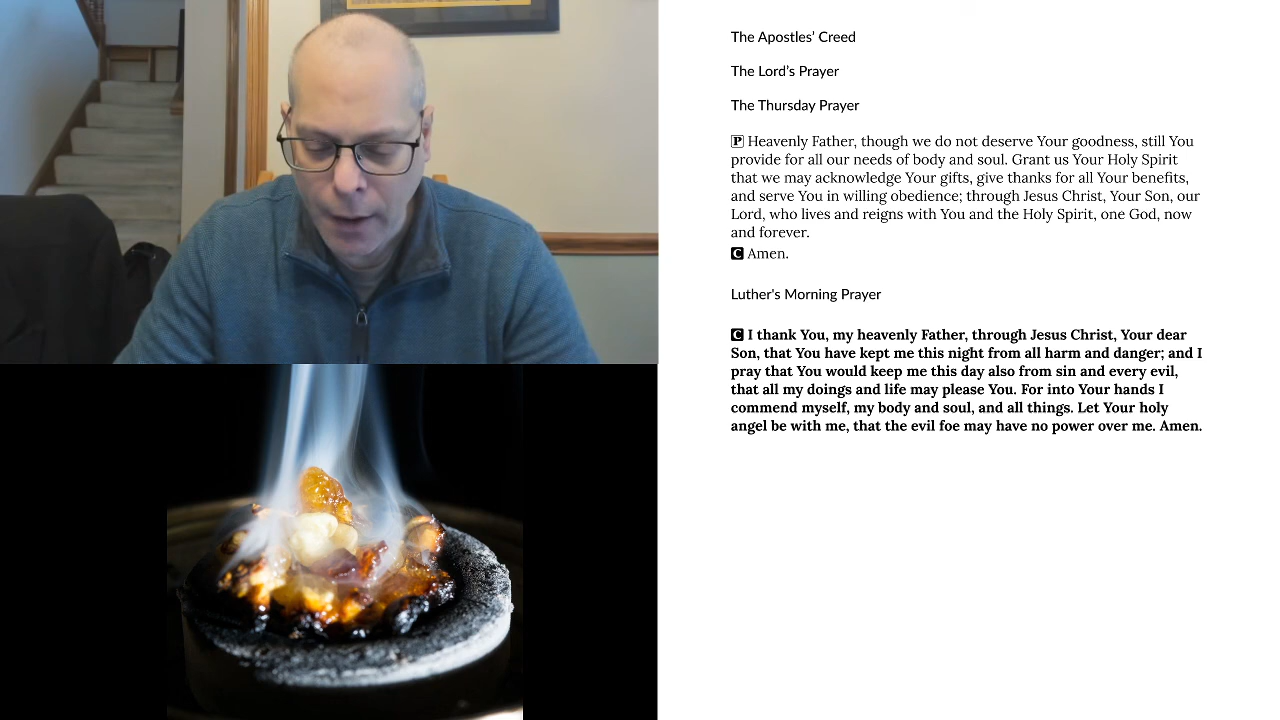 The Apostles’ Creed
The Lord’s Prayer
The Thursday Prayer
P Heavenly Father, though we do not deserve Your goodness, still You
provide for all our needs of body and soul. Grant us Your Holy Spirit
that we may acknowledge Your gifts, give thanks for all Your benefits,
and serve You in willing obedience; through Jesus Christ, Your Son, our
Lord, who lives and reigns with You and the Holy Spirit, one God, now
and forever.
C Amen.
Luther's Morning Prayer
C I thank You, my heavenly Father, through Jesus Christ, Your dear
Son, that You have kept me this night from all harm and danger; and I
pray that You would keep me this day also from sin and every evil,
that all my doings and life may please You. For into Your hands I
commend myself, my body and soul, and all things. Let Your holy
angel be with me, that the evil foe may have no power over me. Amen.